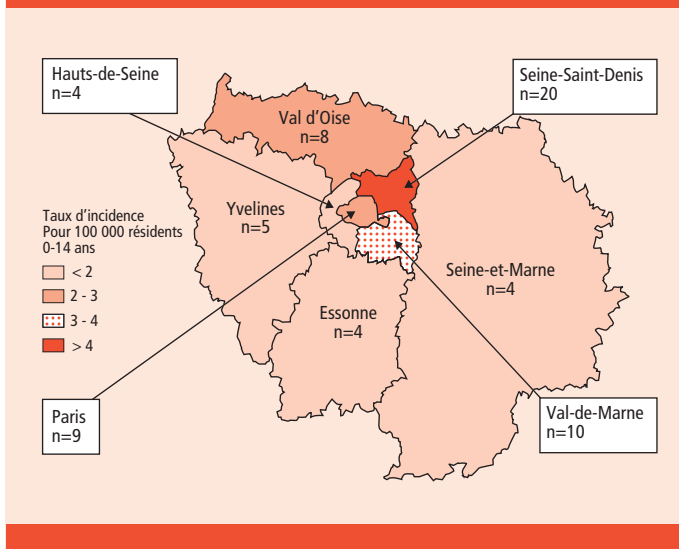 Hauts-de-Seine
n=4
Seine-Saint-Denis
n=20
Val d'Oise
n=8
Yvelines
n=5
Taux d'incidence
Pour 100 000 résidents
0-14 ans
< 2
2 - 3
3 - 4
> 4
Seine-et-Marne
n=4
Essonne
n=4
Paris
n=9
Val-de-Marne
n=10